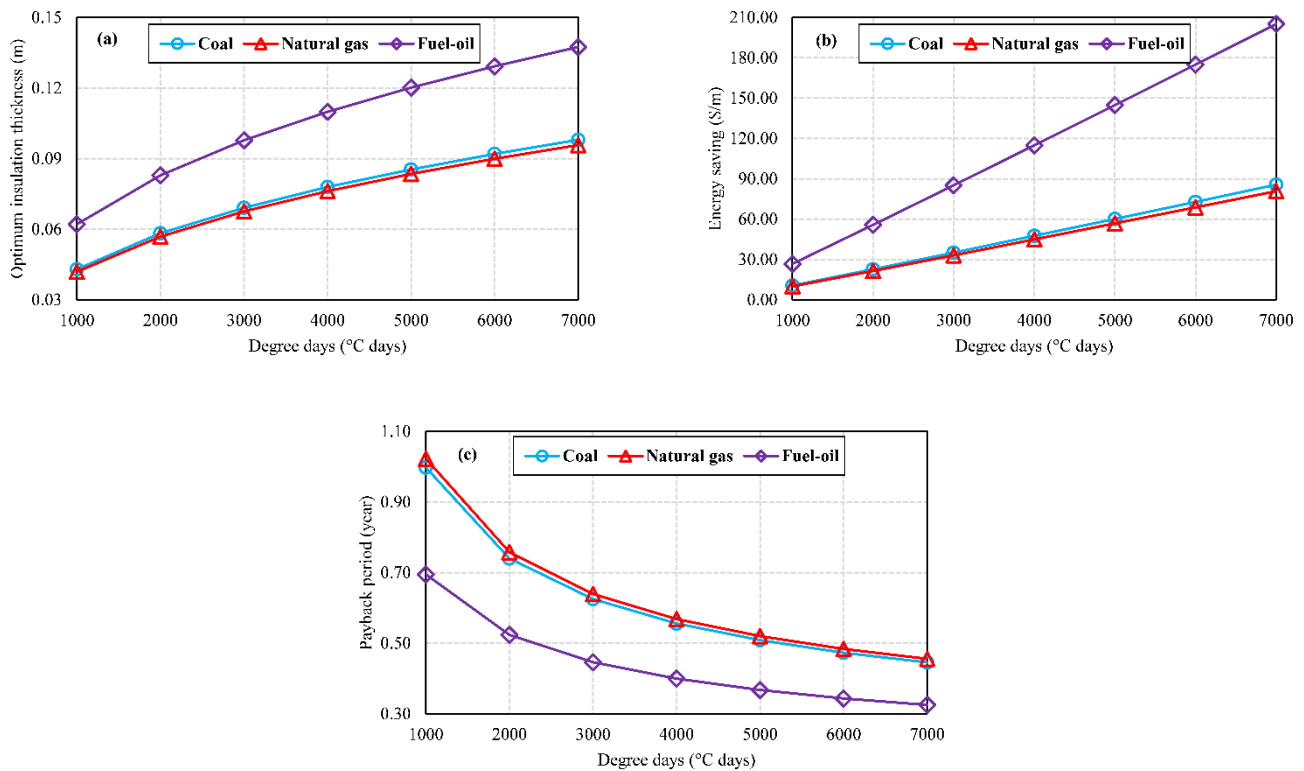 (a)
Coal Natural gas Fuel-oil
Optimum insulation thickness (m)
0.15
0.12
0.09
0.06
0.03
1000 2000 3000 4000 5000 6000 7000
Degree days (°C days)
(b)
Coal Natural gas Fuel-oil
Energy saving (S/m)
210.00
180.00
150.00
120.00
90.00
60.00
30.00
0.00
1000 2000 3000 4000 5000 6000 7000
Degree days (°C days)
(c)
Coal Natural gas Fuel-oil
Payback period (year)
1.10
0.90
0.70
0.50
0.30
1000 2000 3000 4000 5000 6000 7000
Degree days (°C days)